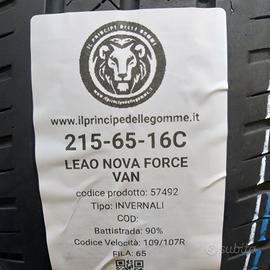 IL PRINCIPE DELLE GOMME
www.ilprincipedellegomme.it
215-65-16C
LEAO NOVA FORCE
VAN
codice prodotto: 57492
Tipo: INVERNALI
COD:
Battistrada: 90%
Codice Velocità: 109/107R
FILA: 65
subito